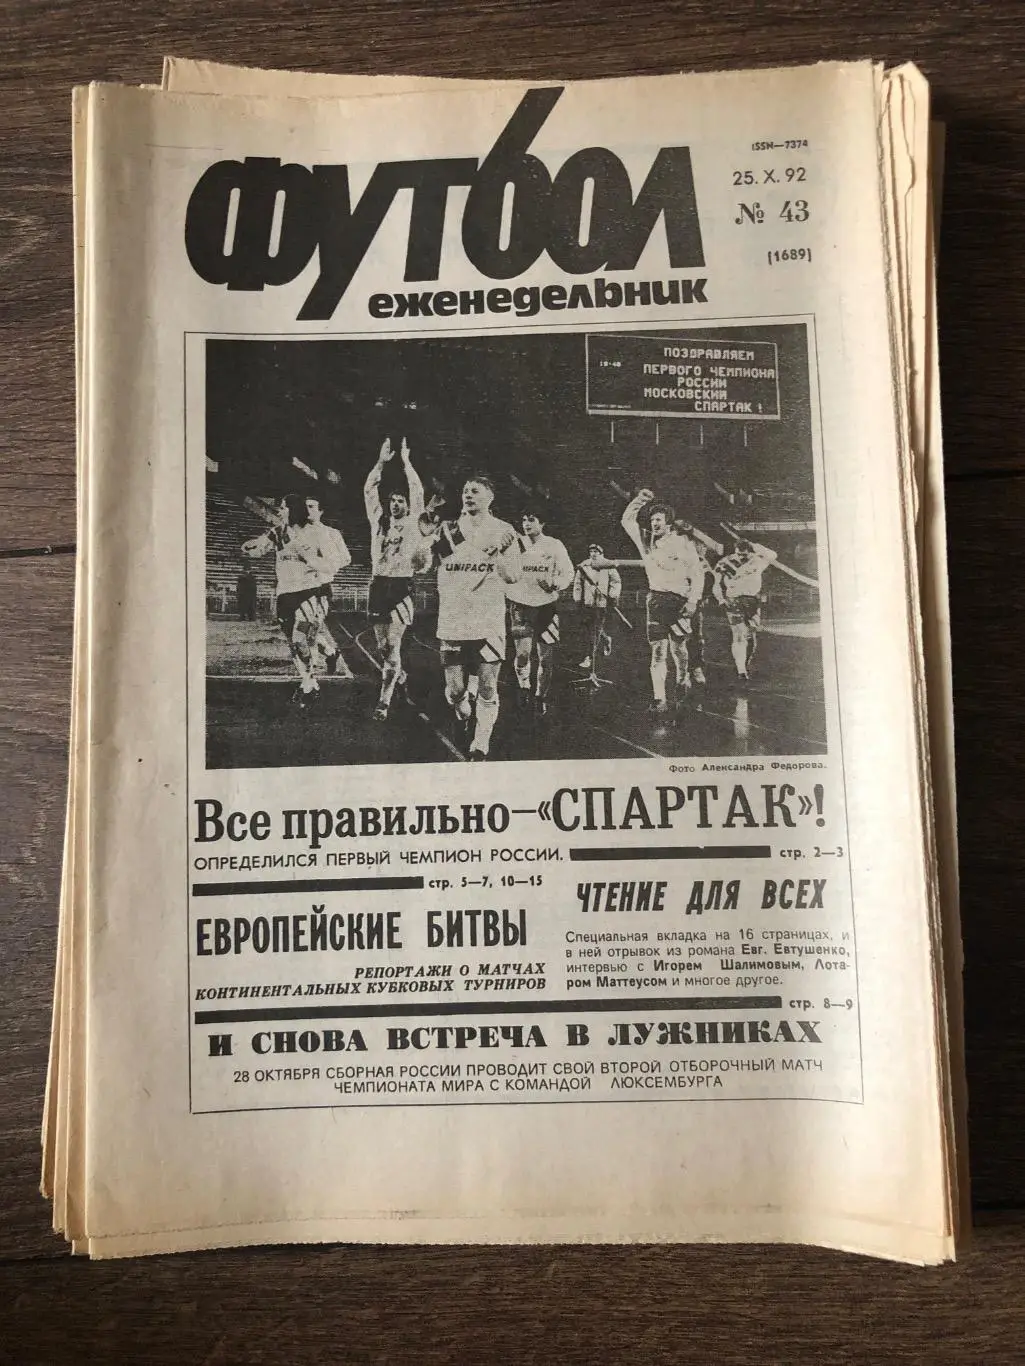 ISSN—7374
футбол
25. X. 92
№ 43
еженедельник
[1689]
ПОЗДРАВЛЯЕМ
19-40
ПЕРВОГО ЧЕМПИОНА
РОССИИ
МОСКОВСКИЙ
СПАРТАК!
UNIPACK
IPACK
Фото Александра Федорова.
Все правильно—«СПАРТАК»!
ОПРЕДЕЛИЛСЯ ПЕРВЫЙ ЧЕМПИОН РОССИИ. стр. 2—3
стр. 5—7, 10—15
ЕВРОПЕЙСКИЕ БИТВЫ
РЕПОРТАЖИ О МАТЧАХ
КОНТИНЕНТАЛЬНЫХ КУБКОВЫХ ТУРНИРОВ
ЧТЕНИЕ ДЛЯ ВСЕХ
Специальная вкладка на 16 страницах, и
в ней отрывок из романа Евг. Евтушенко,
интервью с Игорем Шалимовым, Лота-
ром Маттеусом и многое другое.
стр. 8—9
И СНОВА ВСТРЕЧА В ЛУЖНИКАХ
28 ОКТЯБРЯ СБОРНАЯ РОССИИ ПРОВОДИТ СВОЙ ВТОРОЙ ОТБОРОЧНЫЙ МАТЧ
ЧЕМПИОНАТА МИРА С КОМАНДОЙ ЛЮКСЕМБУРГА